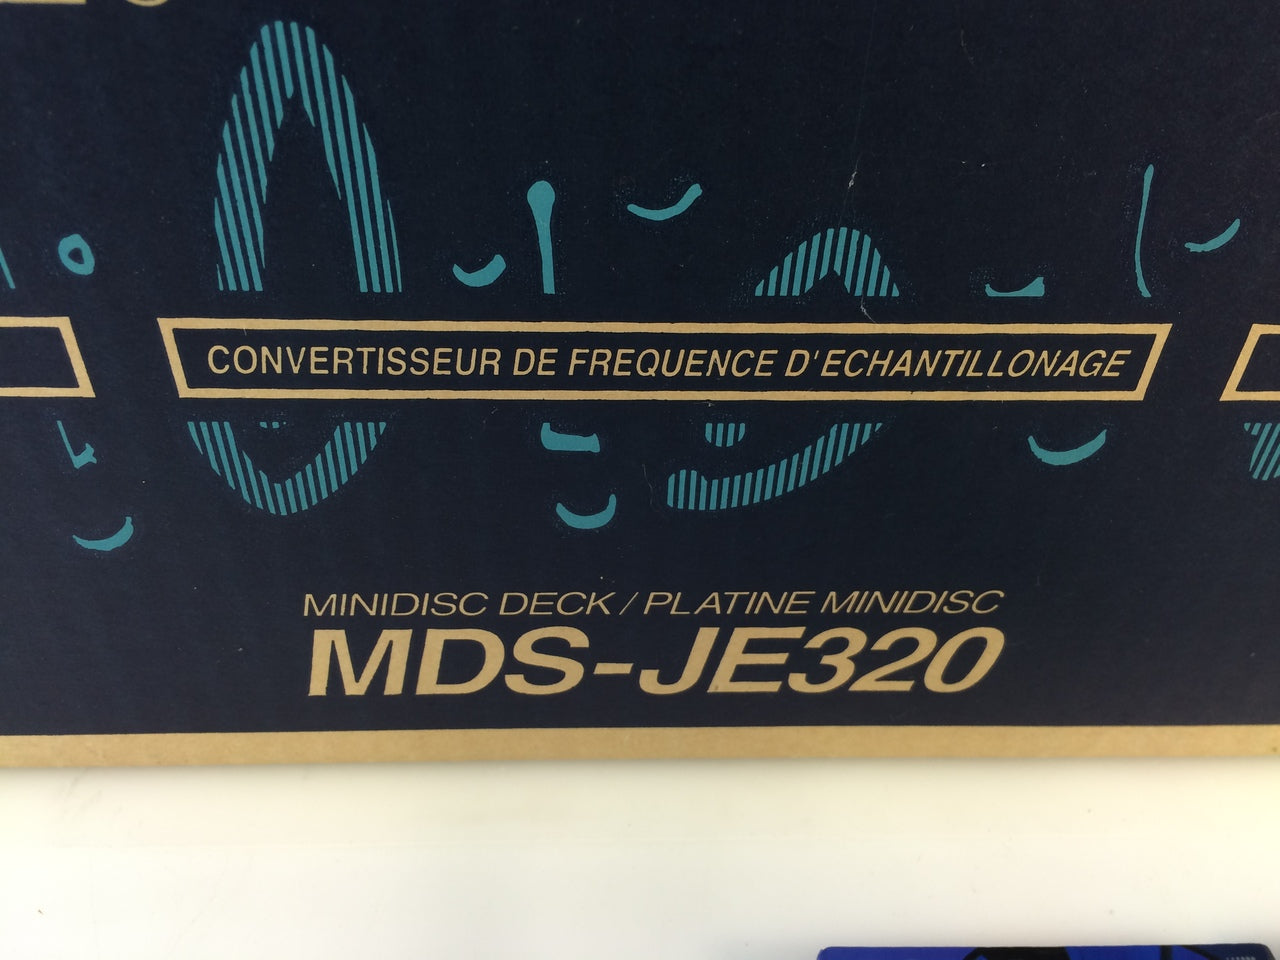 CONVERTISSEUR DE FREQUENCE D'ECHANTILLONAGE
MINIDISC DECK / PLATINE MINIDISC
MDS-JE320